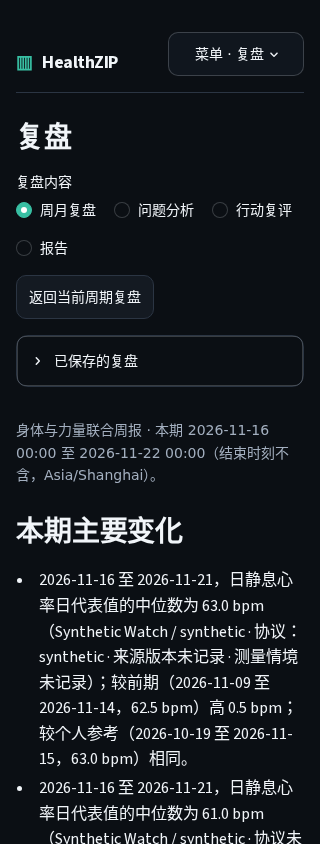 HealthZIP
菜单 · 复盘
复盘
复盘内容
周月复盘
问题分析
行动复评
报告
返回当前周期复盘
已保存的复盘
身体与力量联合周报 · 本期 2026-11-16
00:00 至 2026-11-22 00:00（结束时刻不
含，Asia/Shanghai）。
本期主要变化
2026-11-16 至 2026-11-21，日静息心
率日代表值的中位数为 63.0 bpm
（Synthetic Watch / synthetic · 协议：
synthetic · 来源版本未记录 · 测量情境
未记录）；较前期（2026-11-09 至
2026-11-14，62.5 bpm）高 0.5 bpm；
较个人参考（2026-10-19 至 2026-11-
15，63.0 bpm）相同。
2026-11-16 至 2026-11-21，日静息心
率日代表值的中位数为 61.0 bpm
（Synthetic Watch / synthetic · 协议未